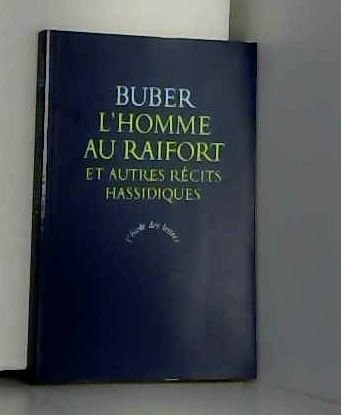 BUBER
L'HOMME
AU RAIFORT
ET AUTRES RÉCITS
HASSIDIQUES
l'école des lettres